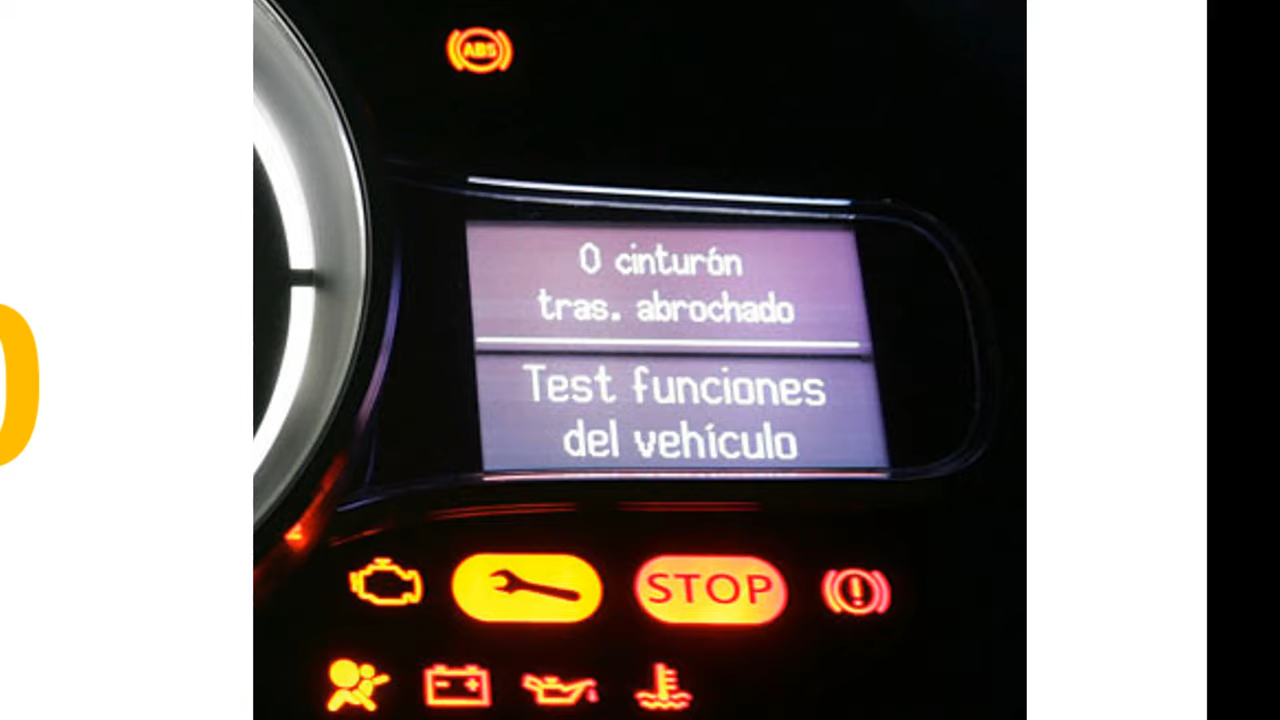 ABS
0 cinturón
tras. abrochado
Test funciones
del vehículo
STOP